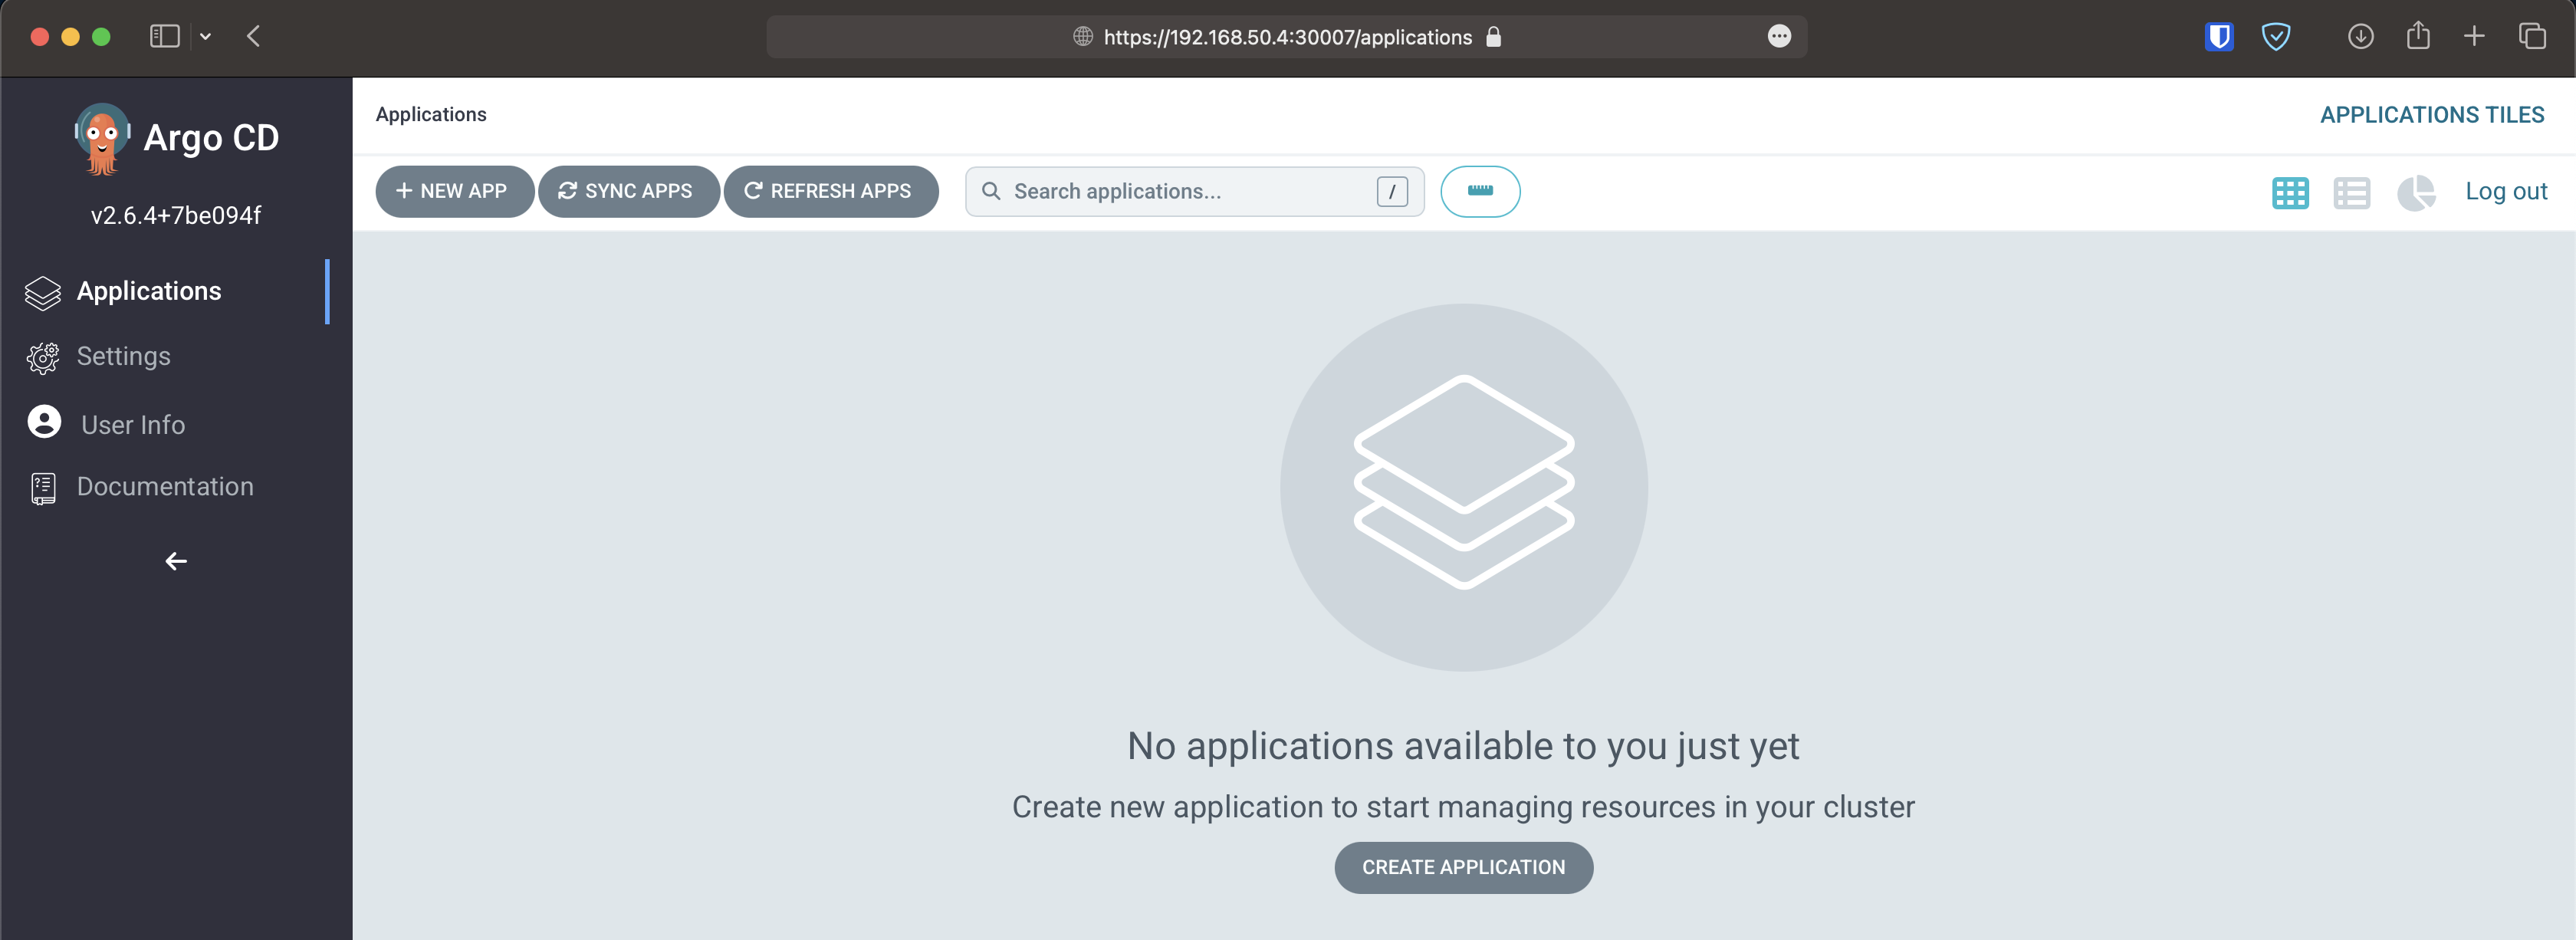 https://192.168.50.4:30007/applications
Argo CD
v2.6.4+7be094f
Applications
Settings
User Info
Documentation
Applications
APPLICATIONS TILES
+ NEW APP
SYNC APPS
REFRESH APPS
Search applications...
/
Log out
No applications available to you just yet
Create new application to start managing resources in your cluster
CREATE APPLICATION